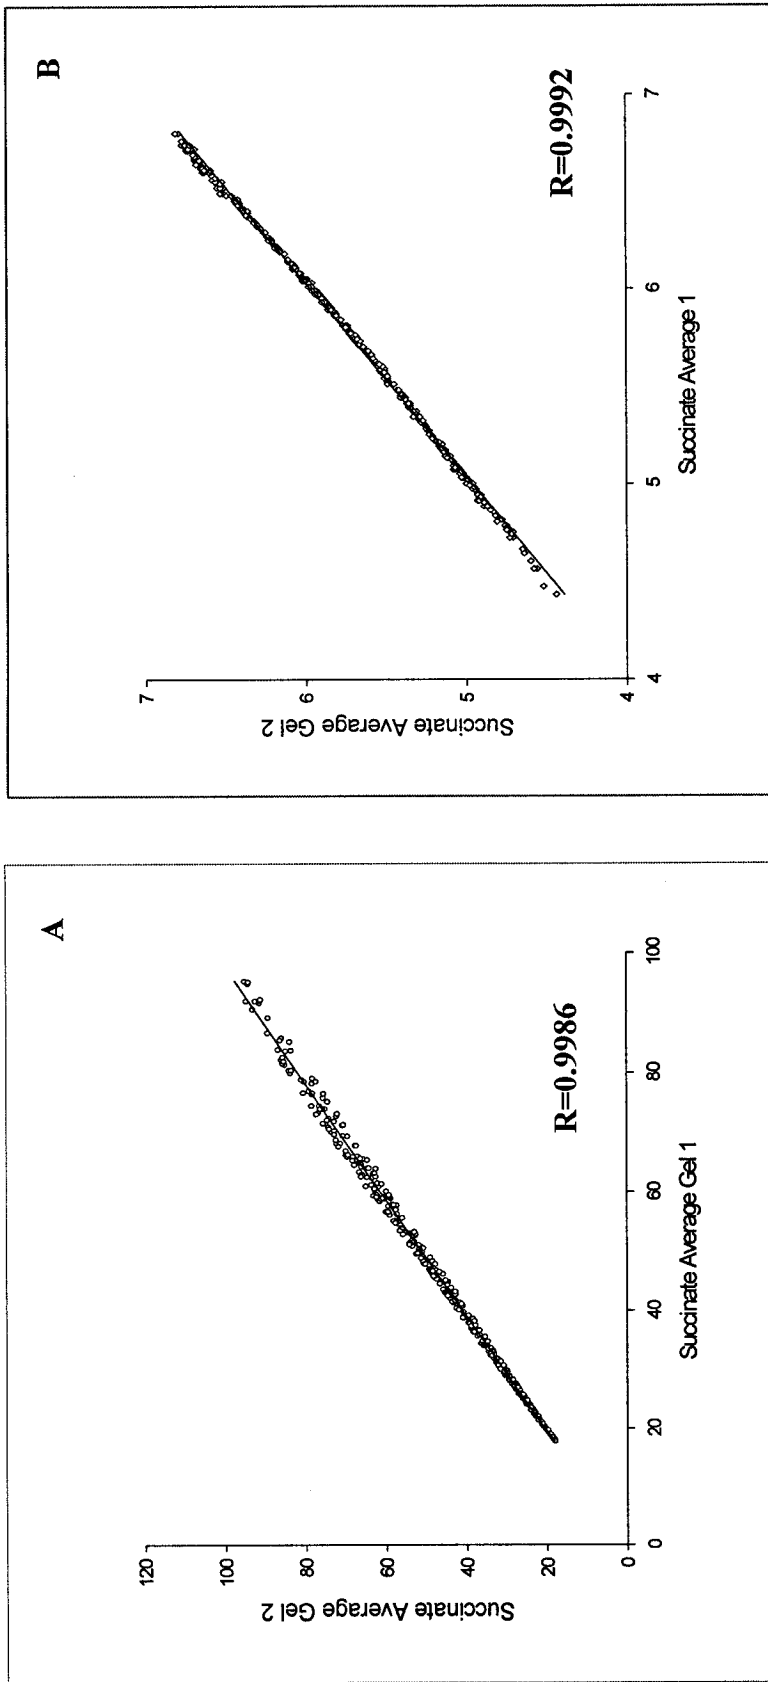 A
120
100
80
60
40
20
0
Succinate Average Gel 2
R=0.9986
0
20
40
60
80
100
Succinate Average Gel 1
B
7
6
5
4
Succinate Average Gel 2
R=0.9992
4
5
6
7
Succinate Average 1